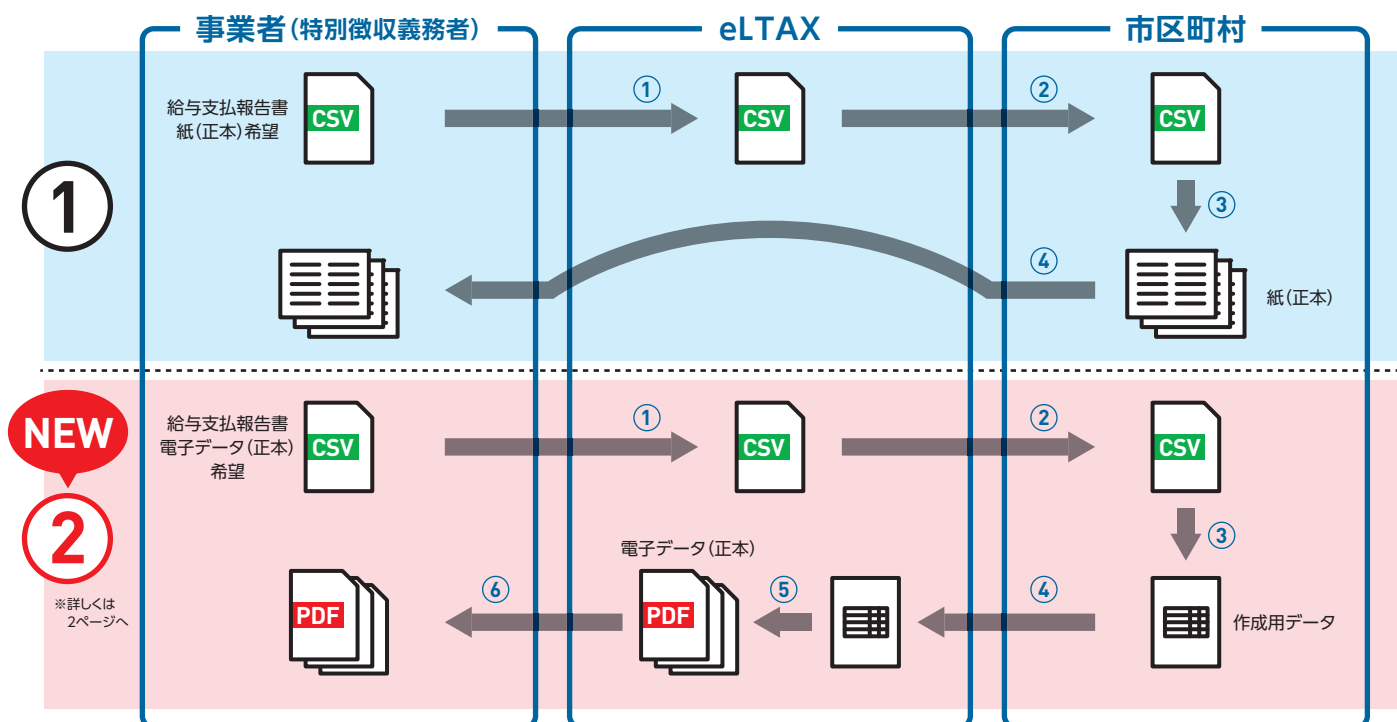 事業者(特別徴収義務者)
eLTAX
市区町村
①
給与支払報告書
紙(正本)希望
CSV
①
CSV
②
CSV
③
④
紙(正本)
NEW
②
※詳しくは
2ページへ
給与支払報告書
電子データ(正本)
希望
CSV
①
CSV
②
CSV
③
電子データ(正本)
PDF
⑥
PDF
⑤
④
作成用データ